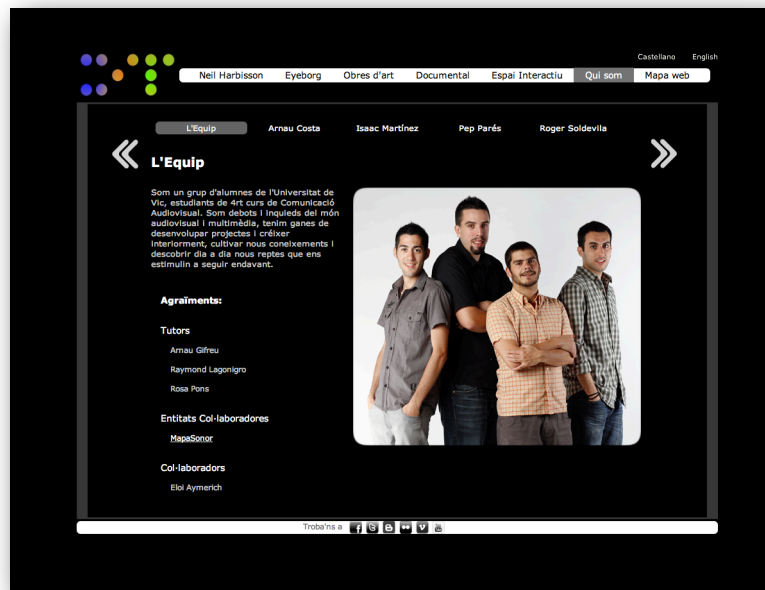 Castellano English
Neil Harbisson Eyeborg Obres d'art Documental Espai Interactiu Qui som Mapa web
L'Equip Arnau Costa Isaac Martínez Pep Parés Roger Soldevila
L'Equip
Som un grup d'alumnes de l'Universitat de
Vic, estudiants de 4rt curs de Comunicació
Audiovisual. Som debots i inquieds del món
audiovisual i multimèdia, tenim ganes de
desenvolupar projectes i créixer
interiorment, cultivar nous coneixements i
descobrir dia a dia nous reptes que ens
estimulin a seguir endavant.
Agraïments:
Tutors
Arnau Gifreu
Raymond Lagonigro
Rosa Pons
Entitats Col·laboradores
MapaSonor
Col·laboradors
Eloi Aymerich
Troba'ns a